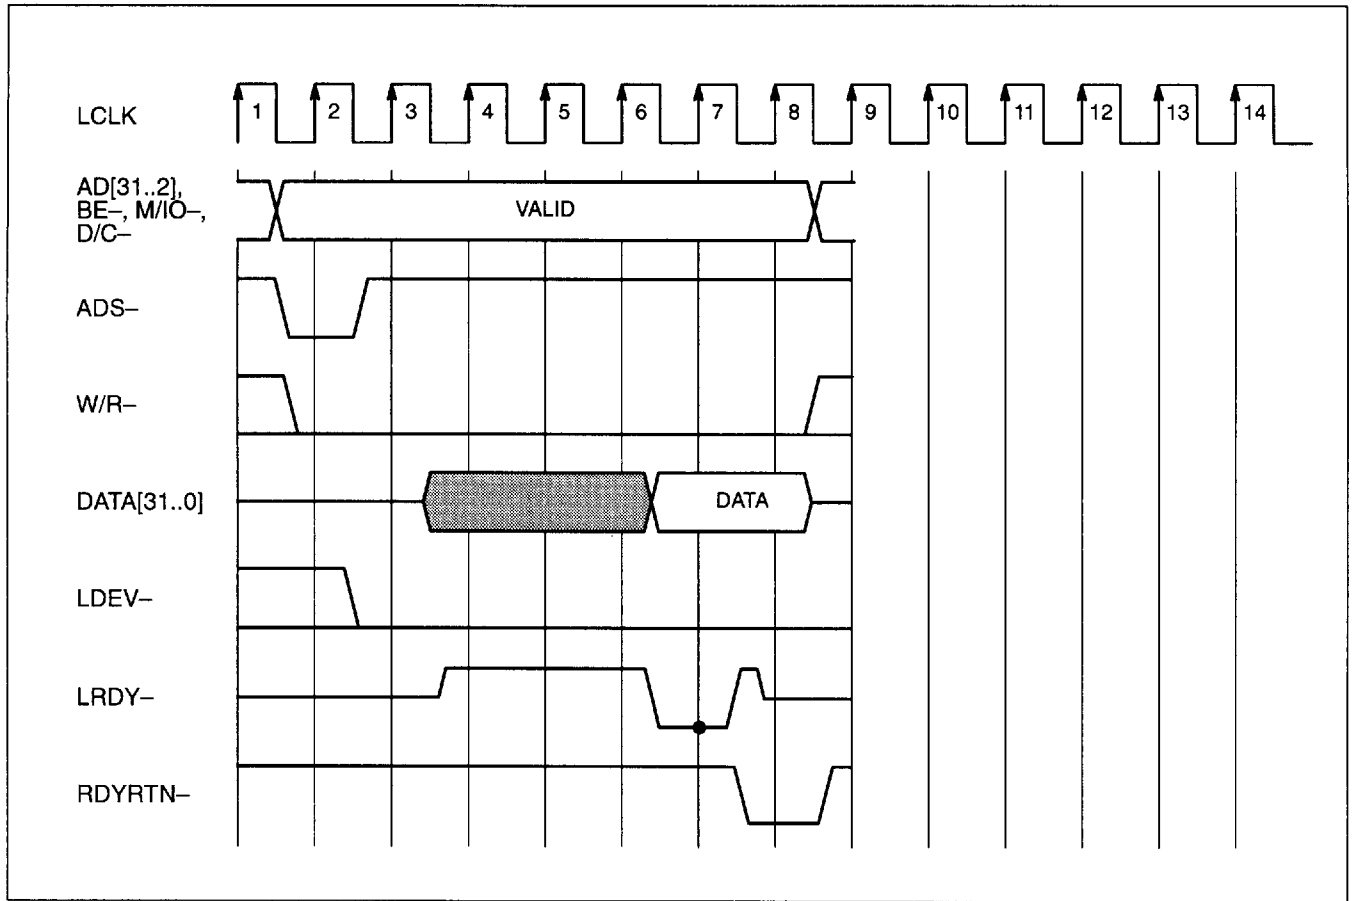 LCLK 1 2 3 4 5 6 7 8 9 10 11 12 13 14
AD[31..2],
BE–, M/IO–,
D/C–
VALID
ADS–
W/R–
DATA[31..0] DATA
LDEV–
LRDY–
RDYRTN–